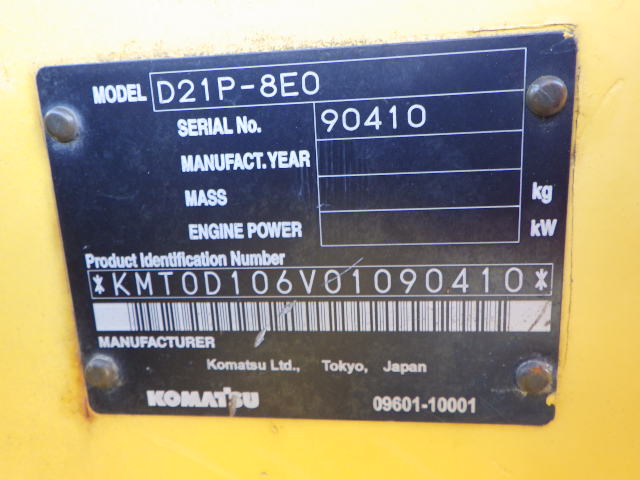 MODEL D21P-8E0
SERIAL No. 90410
MANUFACT.YEAR
MASS kg
ENGINE POWER kW
Product Identification Number
*KMT0D106V01090410*
MANUFACTURER
Komatsu Ltd., Tokyo, Japan
KOMATSU 09601-10001